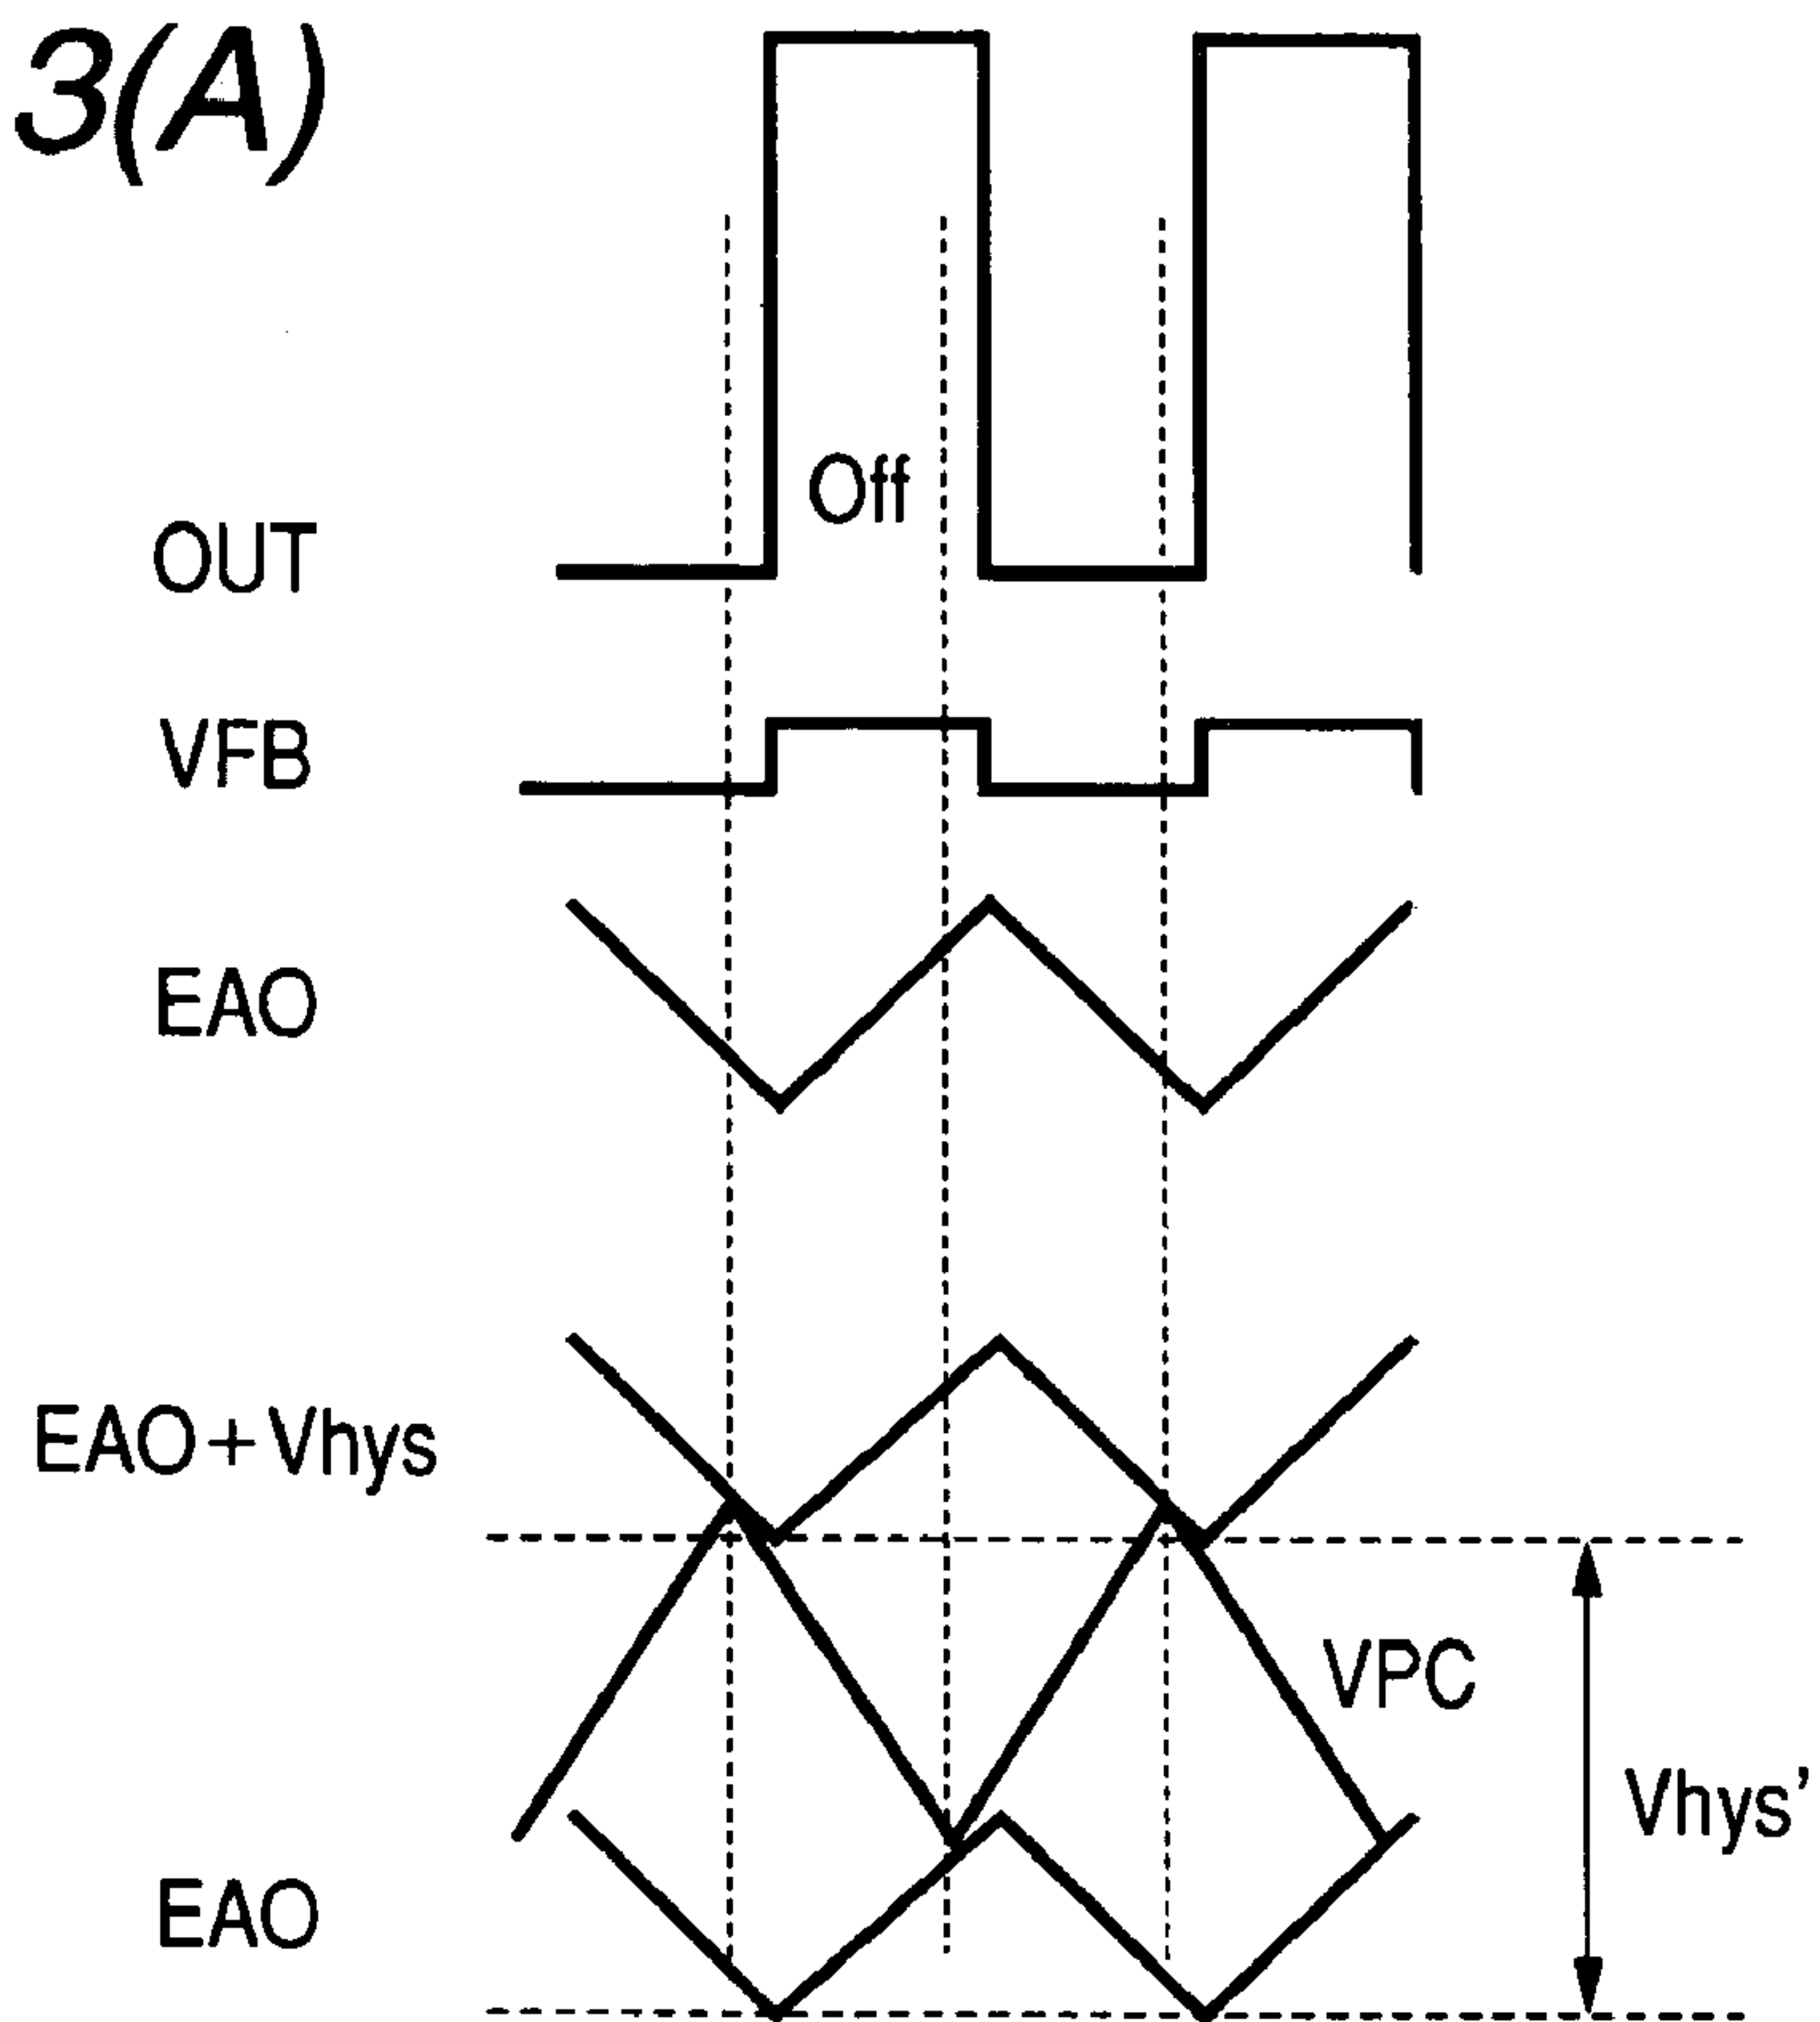 3(A)
Off
OUT
VFB
EAO
EAO+Vhys
VPC
Vhys’
EAO